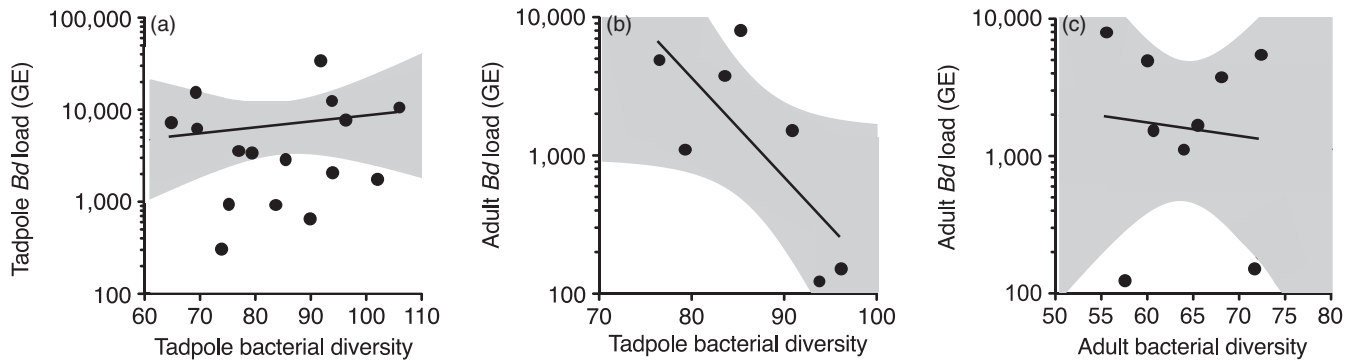 (a)
Tadpole Bd load (GE)
100,000
10,000
1,000
100
60 70 80 90 100 110
Tadpole bacterial diversity
(b)
Adult Bd load (GE)
10,000
1,000
100
70 80 90 100
Tadpole bacterial diversity
(c)
Adult Bd load (GE)
10,000
1,000
100
50 55 60 65 70 75 80
Adult bacterial diversity